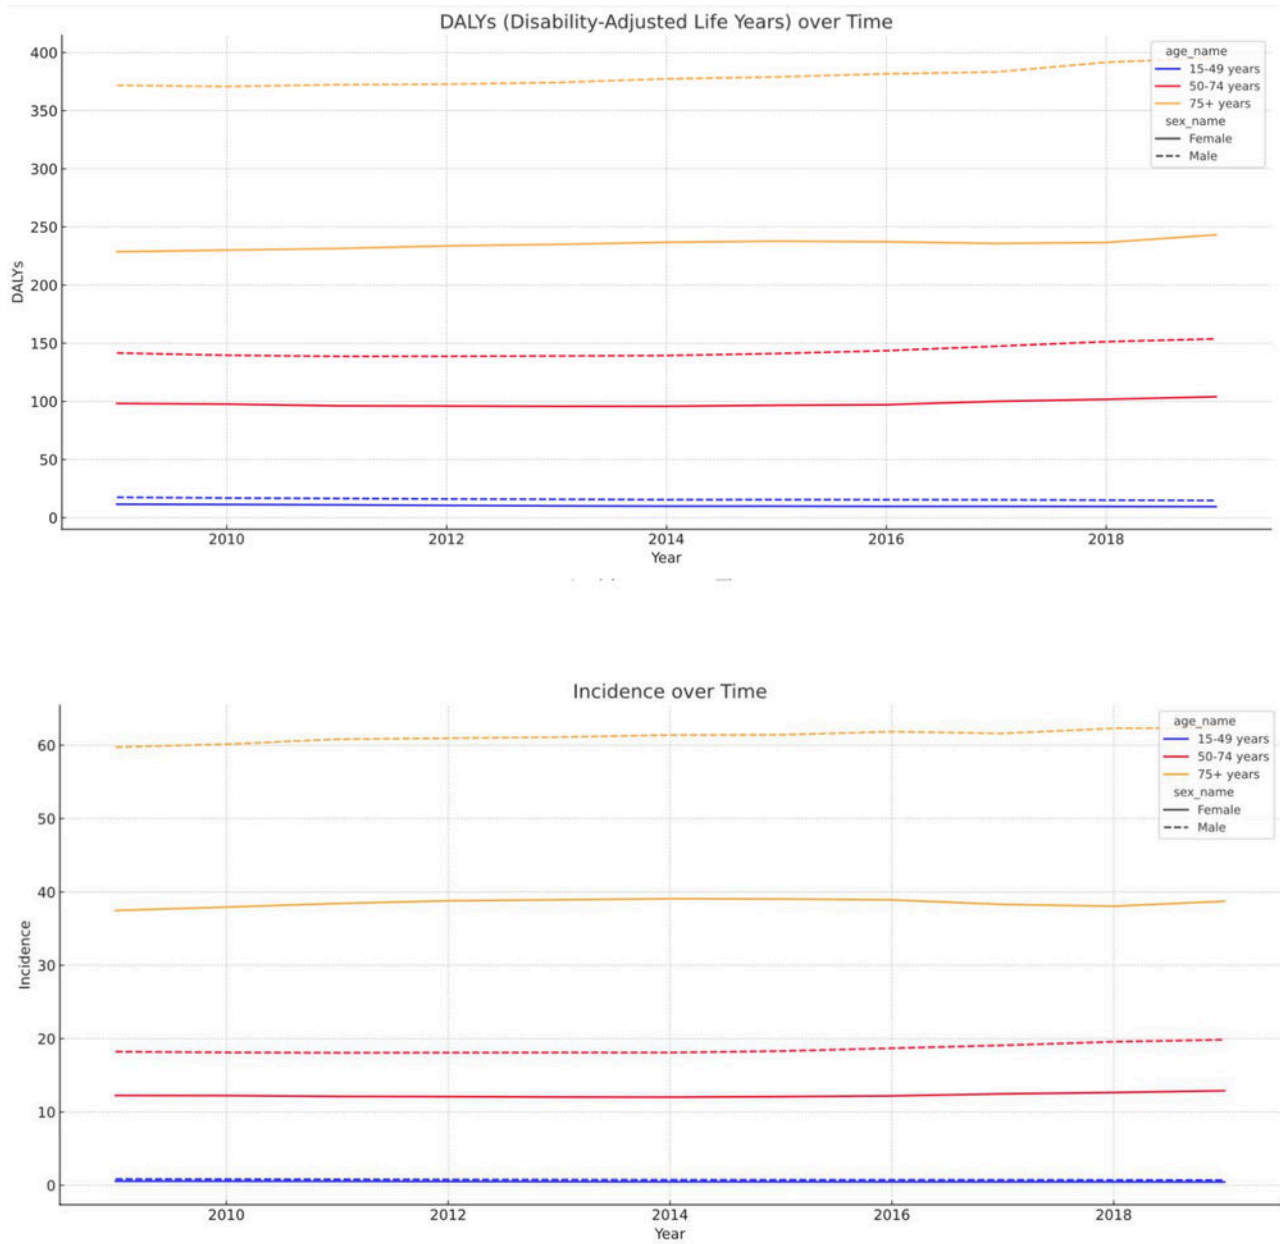 DALYs (Disability-Adjusted Life Years) over Time
400
350
300
250
200
150
100
50
0
DALYs
age_name
15-49 years
50-74 years
75+ years
sex_name
Female
Male
2010
2012
2014
2016
2018
Year
Incidence over Time
60
50
40
30
20
10
0
Incidence
age_name
15-49 years
50-74 years
75+ years
sex_name
Female
Male
2010
2012
2014
2016
2018
Year